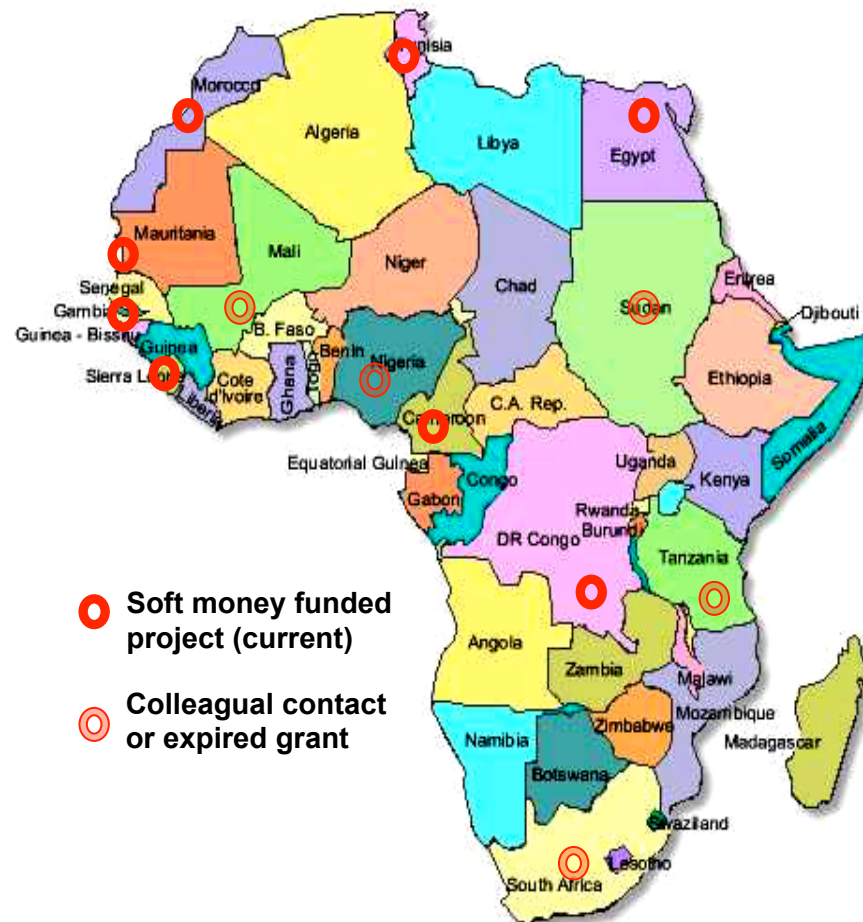 Tunisia
Morocco
Algeria
Libya
Egypt
Mauritania
Mali
Niger
Chad
Sudan
Eritrea
Senegal
Gambia
Djibouti
Guinea - Bissau
B. Faso
Guinea
Benin
Nigeria
Togo
Ghana
Sierra Leone
Cote
d'Ivoire
Liberia
Ethiopia
C.A. Rep.
Cameroon
Somalia
Equatorial Guinea
Congo
Uganda
Kenya
Gabon
Rwanda
Burundi
DR Congo
Tanzania
Soft money funded
project (current)
Angola
Zambia
Malawi
Colleagual contact
or expired grant
Mozambique
Zimbabwe
Namibia
Madagascar
Botswana
Swaziland
Lesotho
South Africa